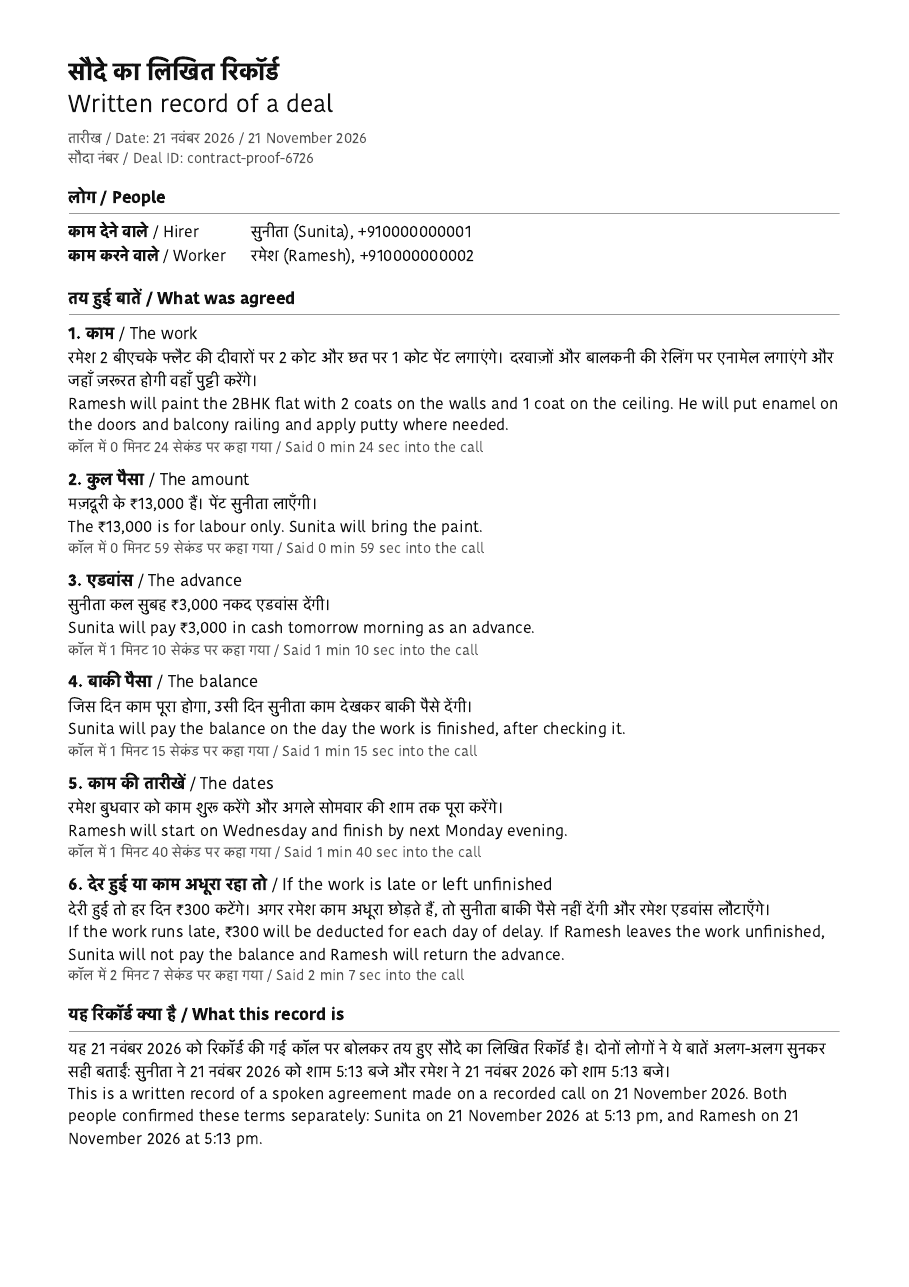 सौदे का लिखित रिकॉर्ड
Written record of a deal
तारीख / Date: 21 नवंबर 2026 / 21 November 2026
सौदा नंबर / Deal ID: contract-proof-6726
लोग / People
काम देने वाले / Hirer सुनीता (Sunita), +910000000001
काम करने वाले / Worker रमेश (Ramesh), +910000000002
तय हुई बातें / What was agreed
1. काम / The work
रमेश 2 बीएचके फ्लैट की दीवारों पर 2 कोट और छत पर 1 कोट पेंट लगाएंगे। दरवाज़ों और बालकनी की रेलिंग पर एनामेल लगाएंगे और
जहाँ ज़रूरत होगी वहाँ पुट्टी करेंगे।
Ramesh will paint the 2BHK flat with 2 coats on the walls and 1 coat on the ceiling. He will put enamel on
the doors and balcony railing and apply putty where needed.
कॉल में 0 मिनट 24 सेकंड पर कहा गया / Said 0 min 24 sec into the call
2. कुल पैसा / The amount
मज़दूरी के ₹13,000 हैं। पेंट सुनीता लाएँगी।
The ₹13,000 is for labour only. Sunita will bring the paint.
कॉल में 0 मिनट 59 सेकंड पर कहा गया / Said 0 min 59 sec into the call
3. एडवांस / The advance
सुनीता कल सुबह ₹3,000 नकद एडवांस देंगी।
Sunita will pay ₹3,000 in cash tomorrow morning as an advance.
कॉल में 1 मिनट 10 सेकंड पर कहा गया / Said 1 min 10 sec into the call
4. बाकी पैसा / The balance
जिस दिन काम पूरा होगा, उसी दिन सुनीता काम देखकर बाकी पैसे देंगी।
Sunita will pay the balance on the day the work is finished, after checking it.
कॉल में 1 मिनट 15 सेकंड पर कहा गया / Said 1 min 15 sec into the call
5. काम की तारीखें / The dates
रमेश बुधवार को काम शुरू करेंगे और अगले सोमवार की शाम तक पूरा करेंगे।
Ramesh will start on Wednesday and finish by next Monday evening.
कॉल में 1 मिनट 40 सेकंड पर कहा गया / Said 1 min 40 sec into the call
6. देर हुई या काम अधूरा रहा तो / If the work is late or left unfinished
देरी हुई तो हर दिन ₹300 कटेंगे। अगर रमेश काम अधूरा छोड़ते हैं, तो सुनीता बाकी पैसे नहीं देंगी और रमेश एडवांस लौटाएँगे।
If the work runs late, ₹300 will be deducted for each day of delay. If Ramesh leaves the work unfinished,
Sunita will not pay the balance and Ramesh will return the advance.
कॉल में 2 मिनट 7 सेकंड पर कहा गया / Said 2 min 7 sec into the call
यह रिकॉर्ड क्या है / What this record is
यह 21 नवंबर 2026 को रिकॉर्ड की गई कॉल पर बोलकर तय हुए सौदे का लिखित रिकॉर्ड है। दोनों लोगों ने ये बातें अलग-अलग सुनकर
सही बताईं: सुनीता ने 21 नवंबर 2026 को शाम 5:13 बजे और रमेश ने 21 नवंबर 2026 को शाम 5:13 बजे।
This is a written record of a spoken agreement made on a recorded call on 21 November 2026. Both
people confirmed these terms separately: Sunita on 21 November 2026 at 5:13 pm, and Ramesh on 21
November 2026 at 5:13 pm.